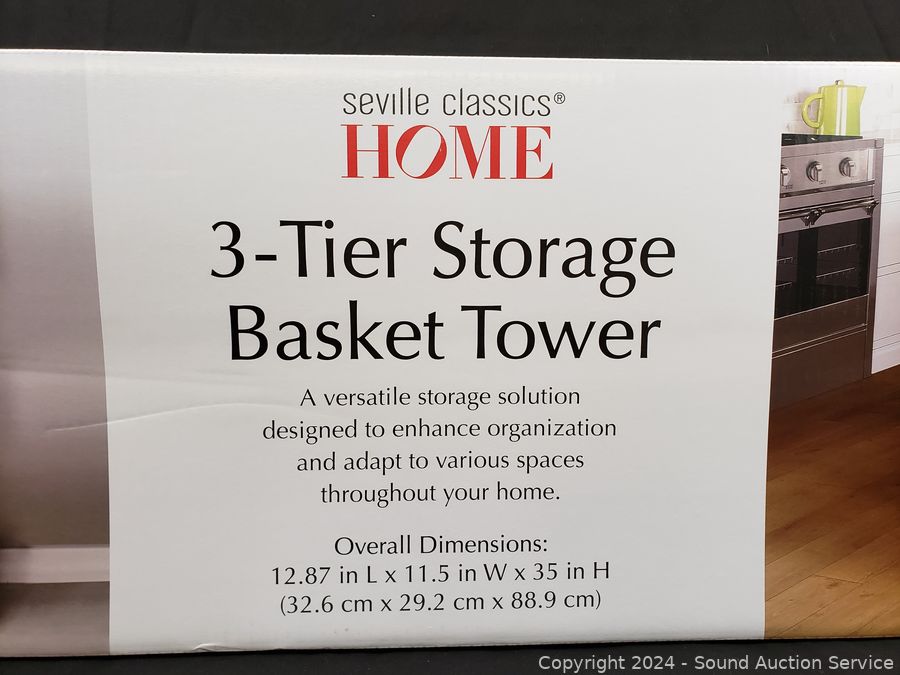 seville classics®
HOME
3-Tier Storage
Basket Tower
A versatile storage solution
designed to enhance organization
and adapt to various spaces
throughout your home.
Overall Dimensions:
12.87 in L x 11.5 in W x 35 in H
(32.6 cm x 29.2 cm x 88.9 cm)
Copyright 2024 - Sound Auction Service